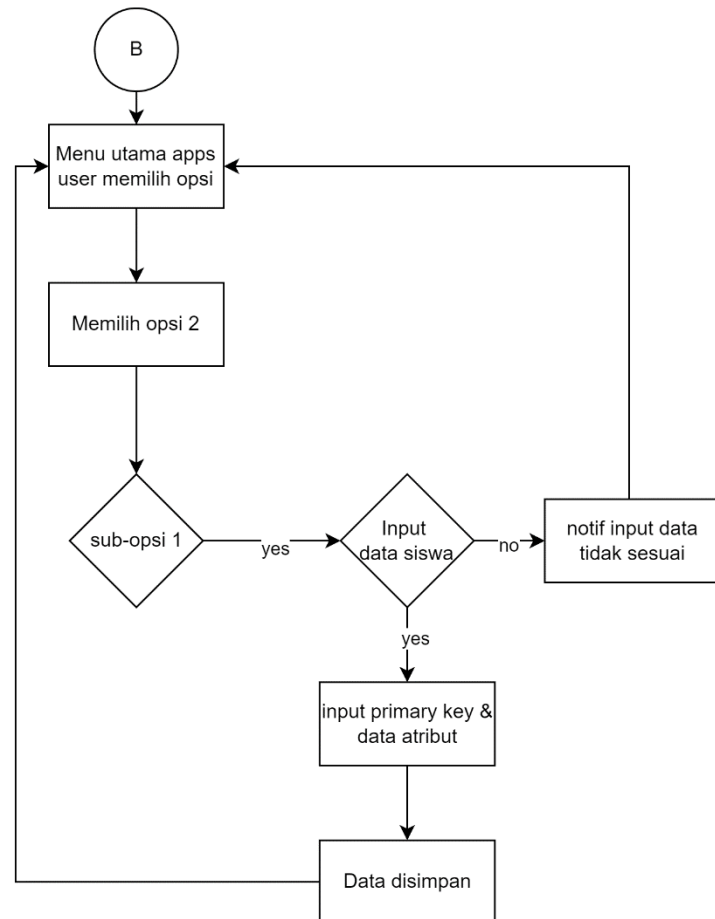 B
Menu utama apps
user memilih opsi
Memilih opsi 2
sub-opsi 1
yes
Input
data siswa
no
notif input data
tidak sesuai
yes
input primary key &
data atribut
Data disimpan